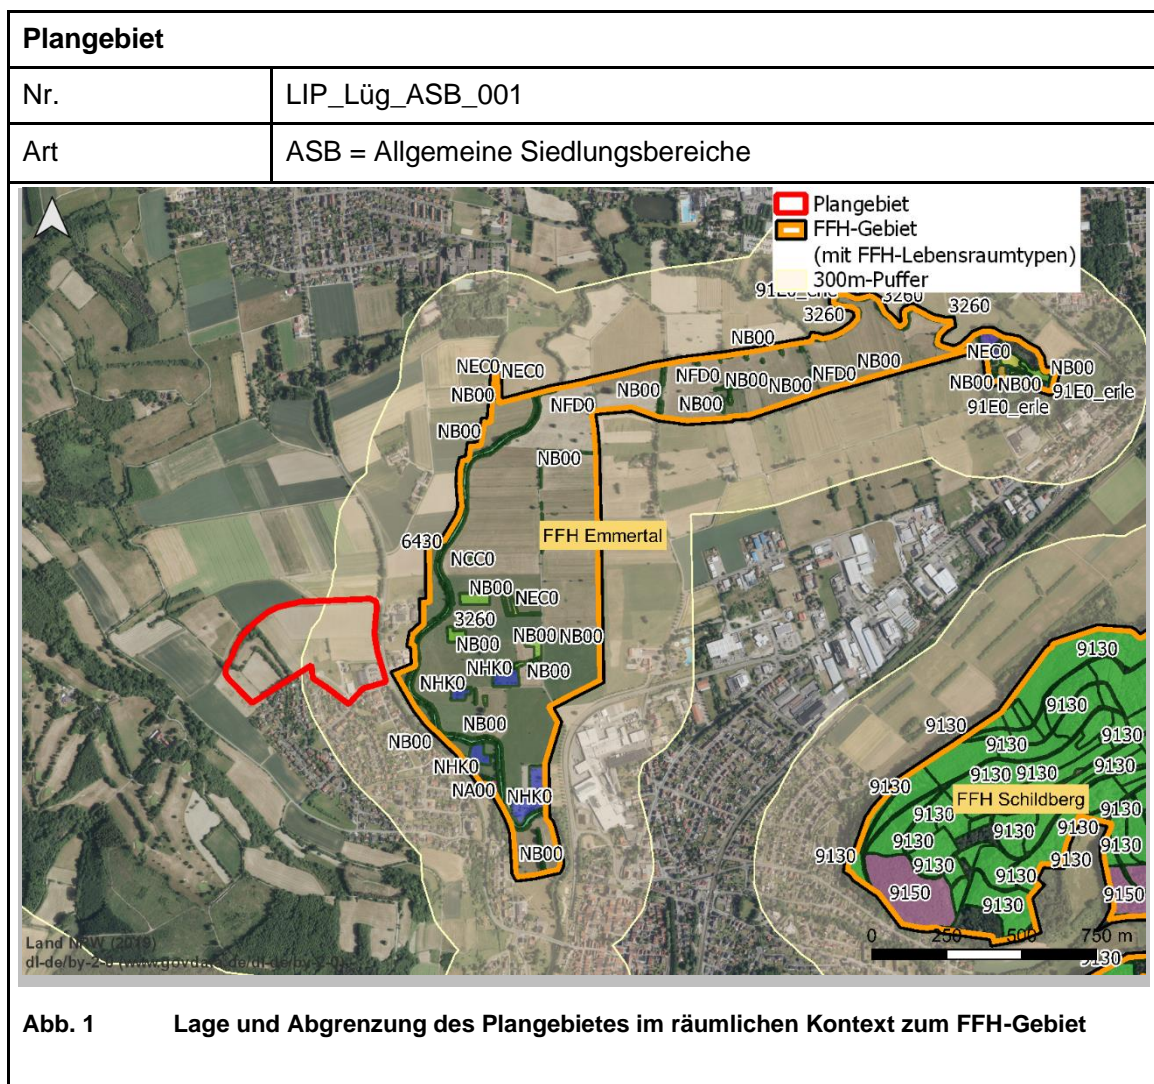 Plangebiet
Nr. LIP_Lüg_ASB_001
Art ASB = Allgemeine Siedlungsbereiche
Plangebiet
FFH-Gebiet
(mit FFH-Lebensraumtypen)
300m-Puffer
3260
3260 3260
NB00
NEC0 NEC0
NB00
NB00
NFD0
NB00
NFD0
NB00
NB00
NB00
NFD0
NB00
NEC0
NB00
NB00
NB00
91E0_erle
91E0_erle
NB00
6430
FFH Emmertal
NCC0
NB00
NEC0
3260
NB00
NB00 NB00
NHK0
NB00
NHK0
NB00
NB00
NHK0
NA00
NHK0
NB00
9130
9130
9130
9130
9130
9130
9130 9130
9130
9130
FFH Schildberg
9130
9130
9130
9130
9130
9130
9130
9130
9130
9130
9130
9150
9130
9150
9130
Land NRW (2019)
0 250 500 750 m
Abb. 1 Lage und Abgrenzung des Plangebietes im räumlichen Kontext zum FFH-Gebiet